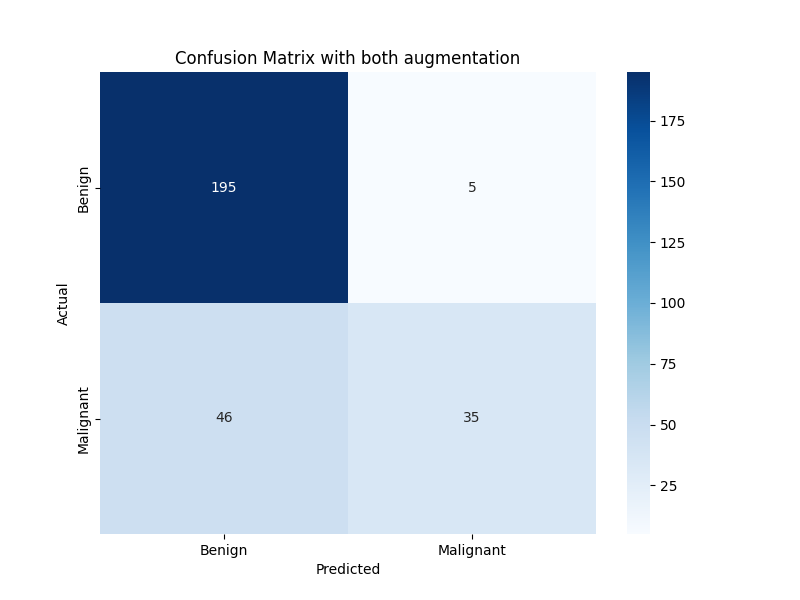 Confusion Matrix with both augmentation
Actual
Benign
Malignant
195
5
46
35
Benign
Malignant
Predicted
175
150
125
100
75
50
25